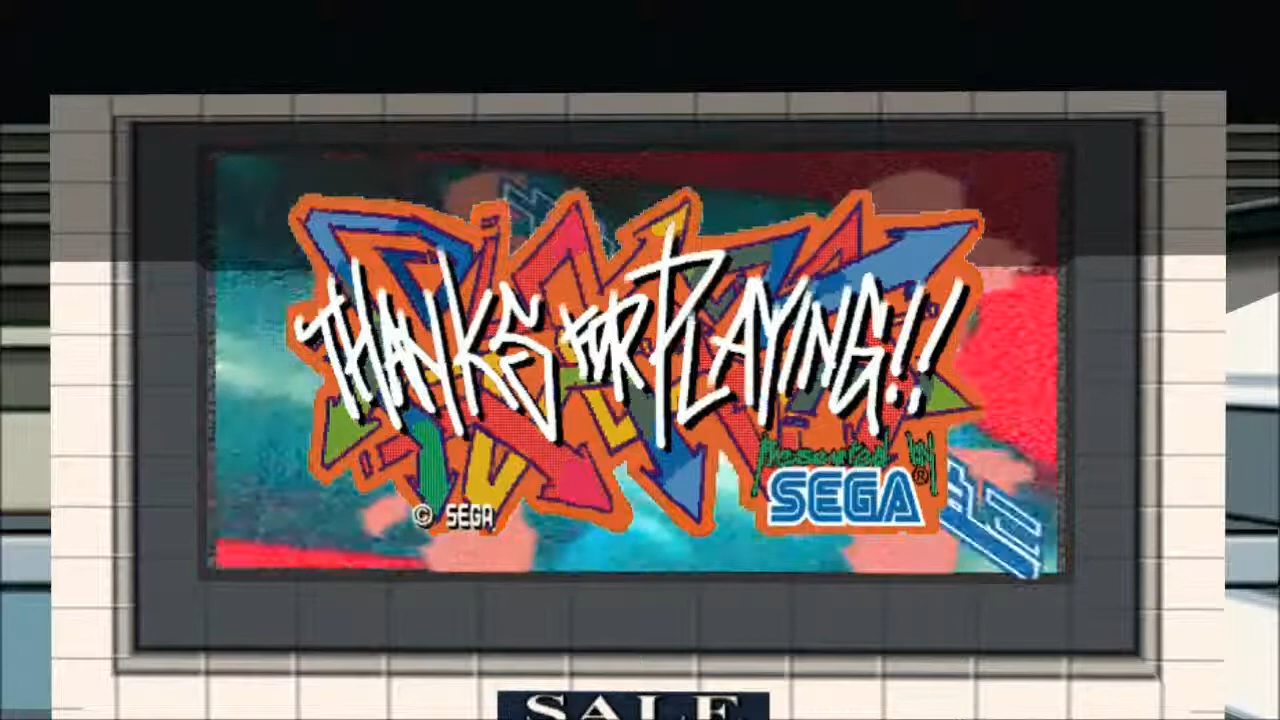 THANKS FOR PLAYING!!
Presented by
SEGA®
© SEGA
SALE